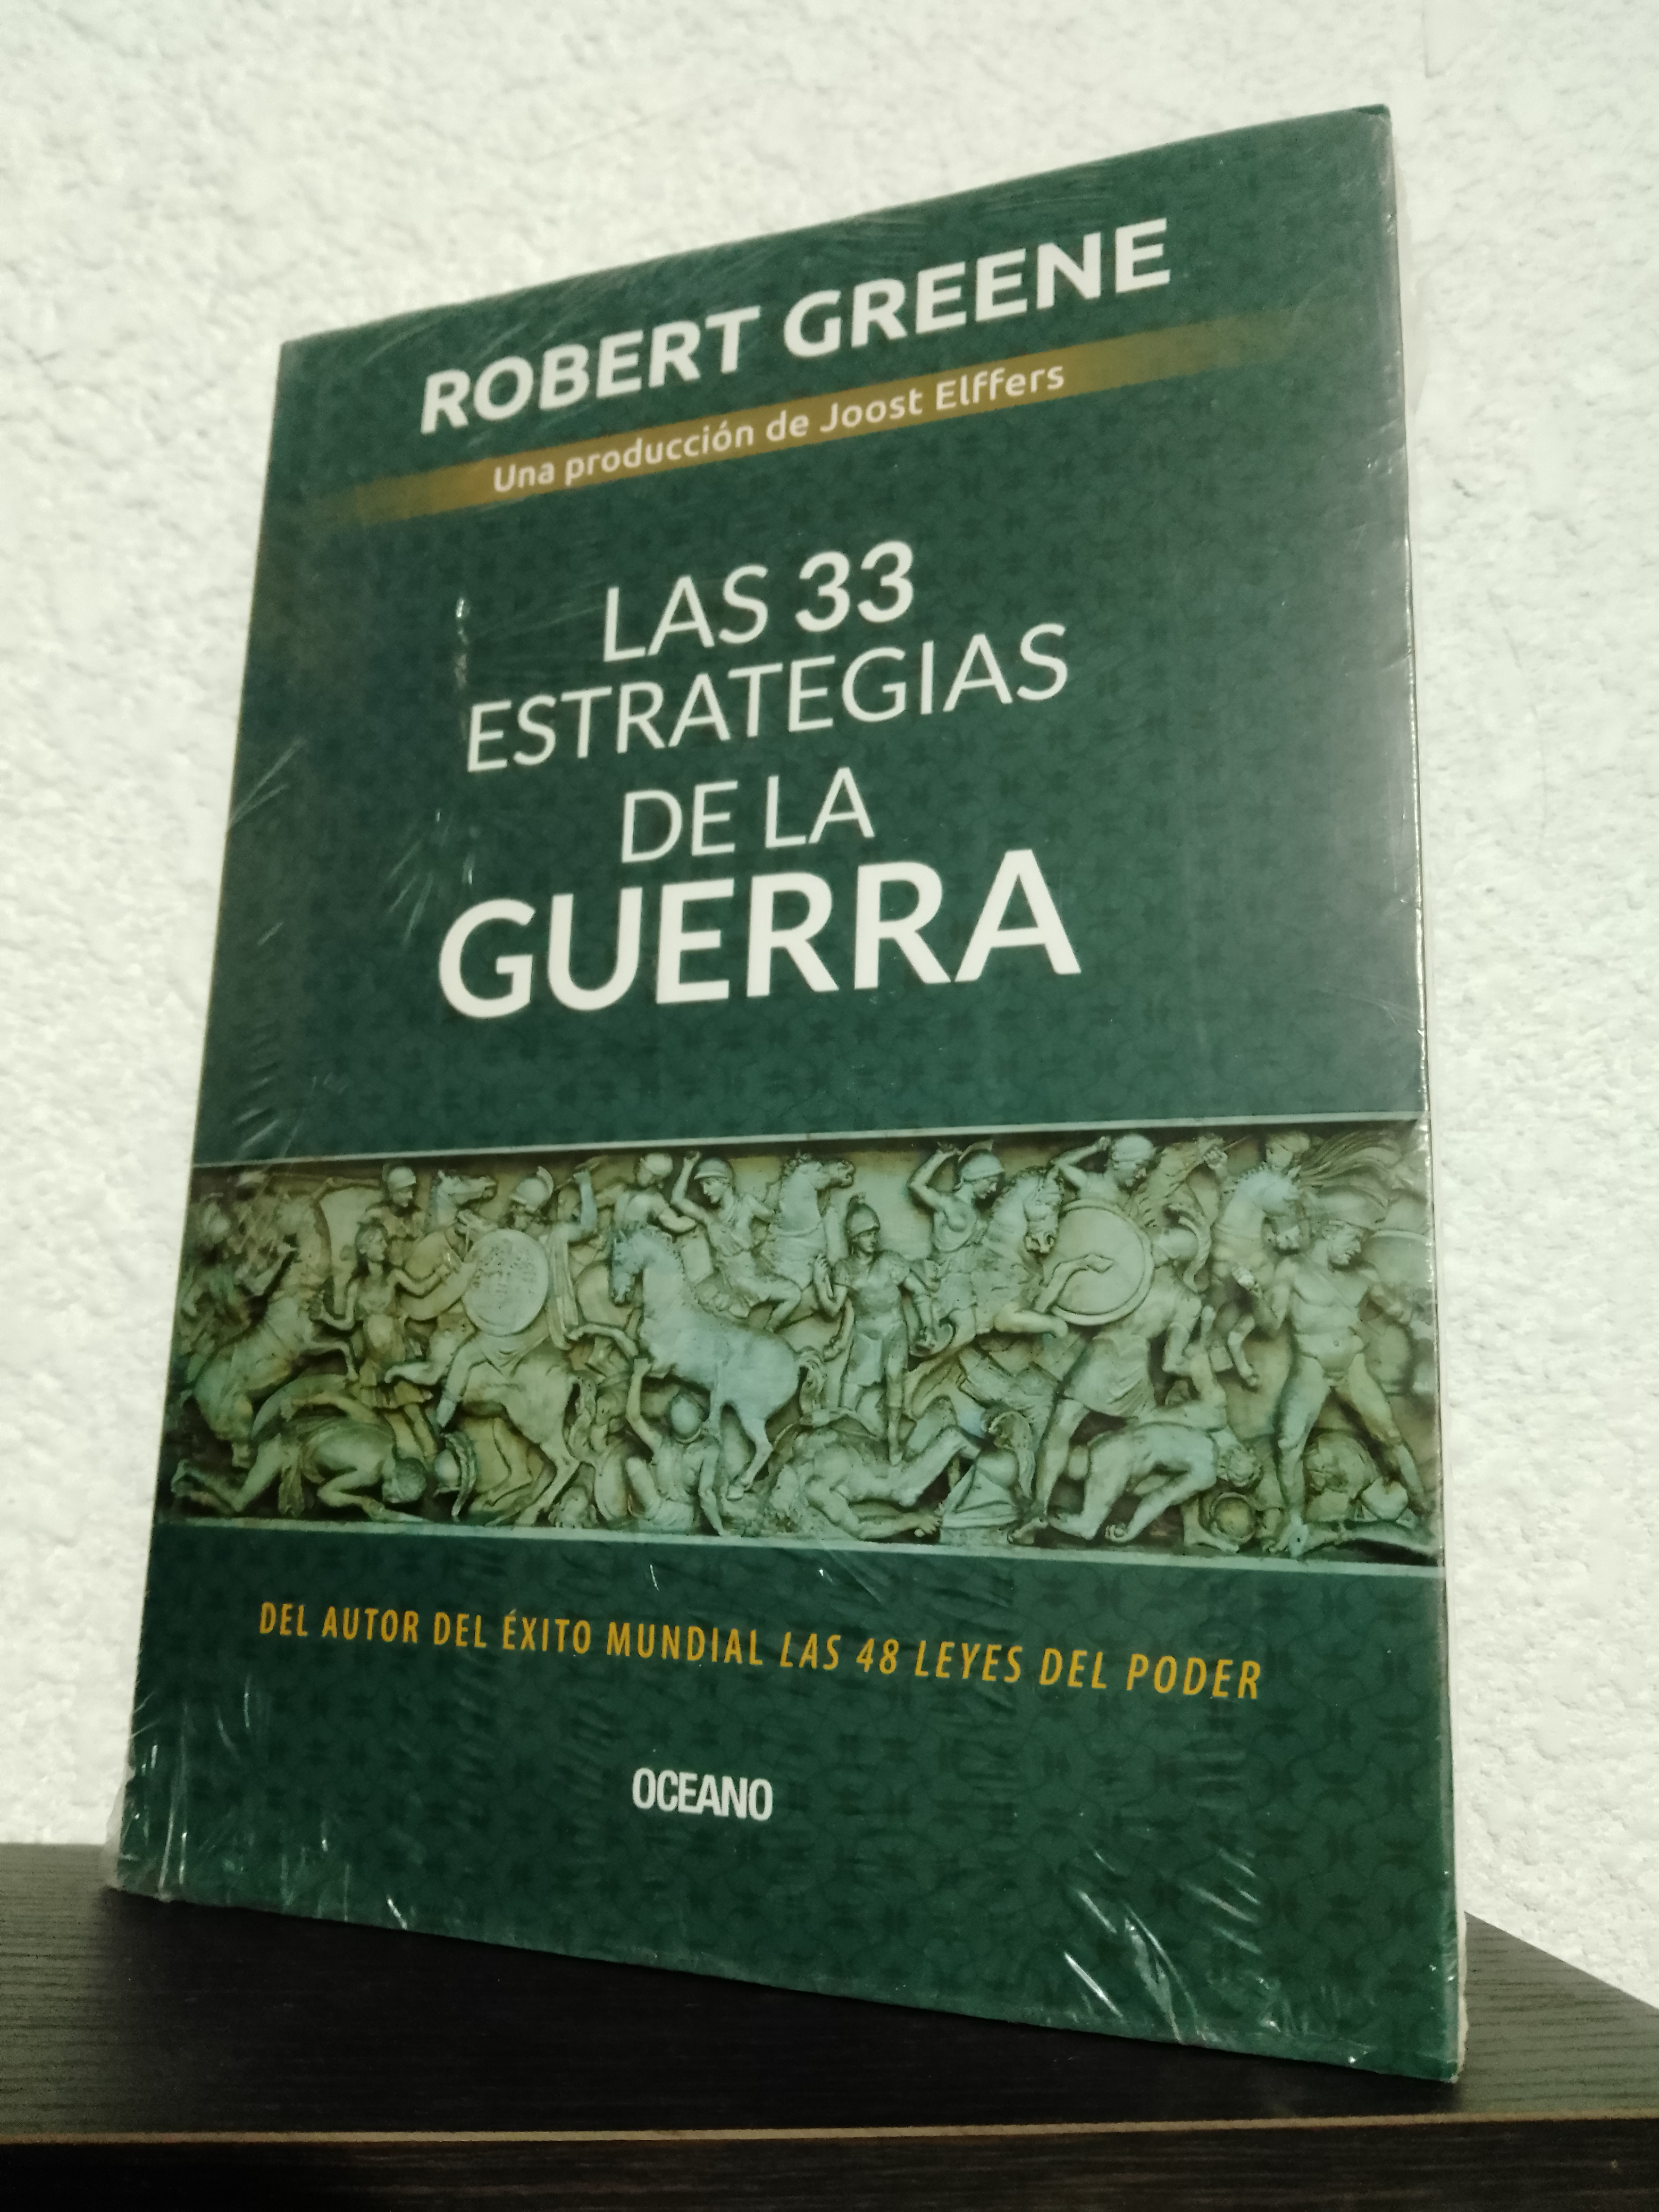 ROBERT GREENE
Una producción de Joost Elffers
LAS 33
ESTRATEGIAS
DE LA
GUERRA
DEL AUTOR DEL ÉXITO MUNDIAL LAS 48 LEYES DEL PODER
OCEANO